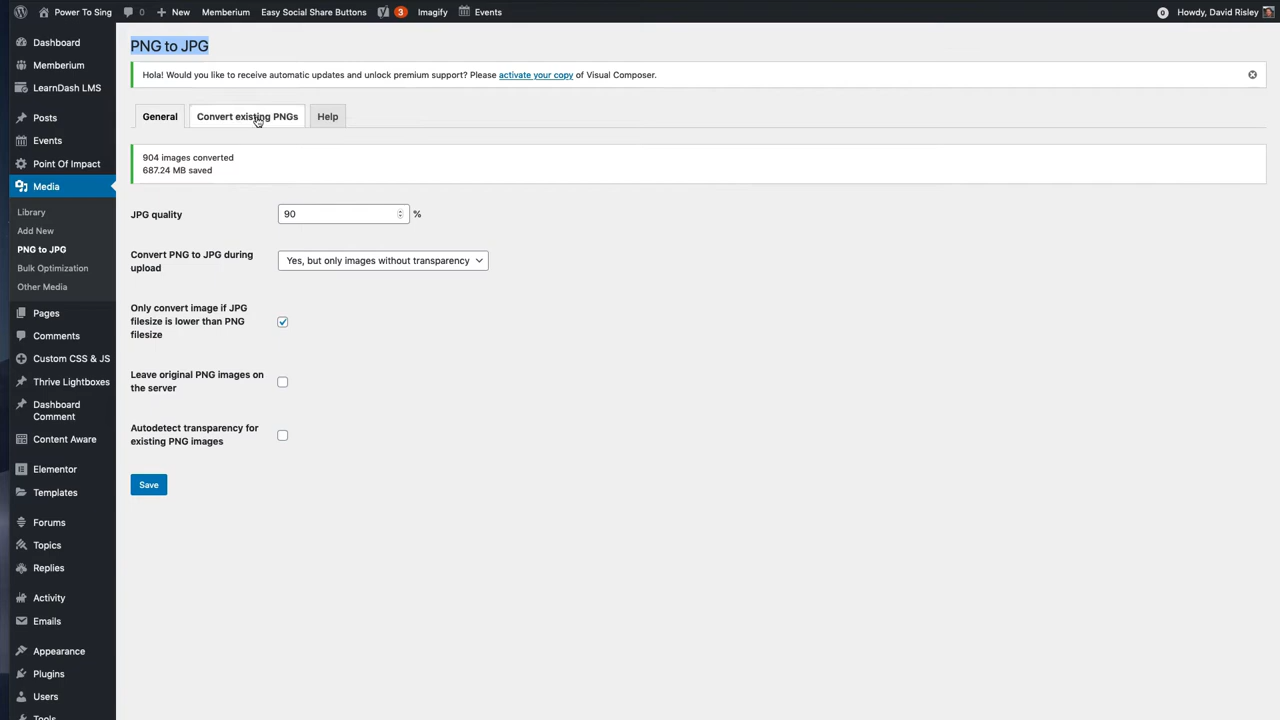 Power To Sing
0
New
Memberium
Easy Social Share Buttons
3
Imagify
Events
0
Howdy, David Risley
Dashboard
Memberium
LearnDash LMS
Posts
Events
Point Of Impact
Media
Library
Add New
PNG to JPG
Bulk Optimization
Other Media
Pages
Comments
Custom CSS & JS
Thrive Lightboxes
Dashboard
Comment
Content Aware
Elementor
Templates
Forums
Topics
Replies
Activity
Emails
Appearance
Plugins
Users
Tools
PNG to JPG
Hola! Would you like to receive automatic updates and unlock premium support? Please activate your copy of Visual Composer.
General
Convert existing PNGs
Help
904 images converted
687.24 MB saved
JPG quality
90
%
Convert PNG to JPG during
upload
Yes, but only images without transparency
Only convert image if JPG
filesize is lower than PNG
filesize
Leave original PNG images on
the server
Autodetect transparency for
existing PNG images
Save